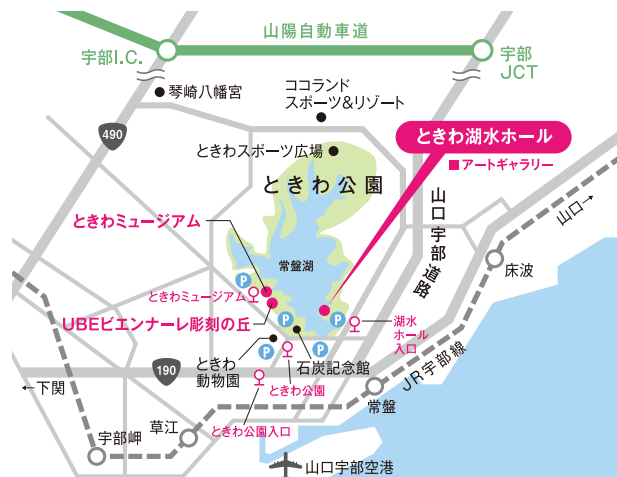 山陽自動車道
宇部I.C.
宇部
JCT
琴崎八幡宮
ココランド
スポーツ&リゾート
490
ときわスポーツ広場
ときわ湖水ホール
アートギャラリー
ときわ公園
山口→
山口宇部道路
ときわミュージアム
常盤湖
床波
P
ときわミュージアム
UBEビエンナーレ彫刻の丘
P
P
湖水
ホール
入口
P
P
ときわ
動物園
石炭記念館
190
←下関
ときわ公園
JR宇部線
常盤
草江
ときわ公園入口
宇部岬
山口宇部空港